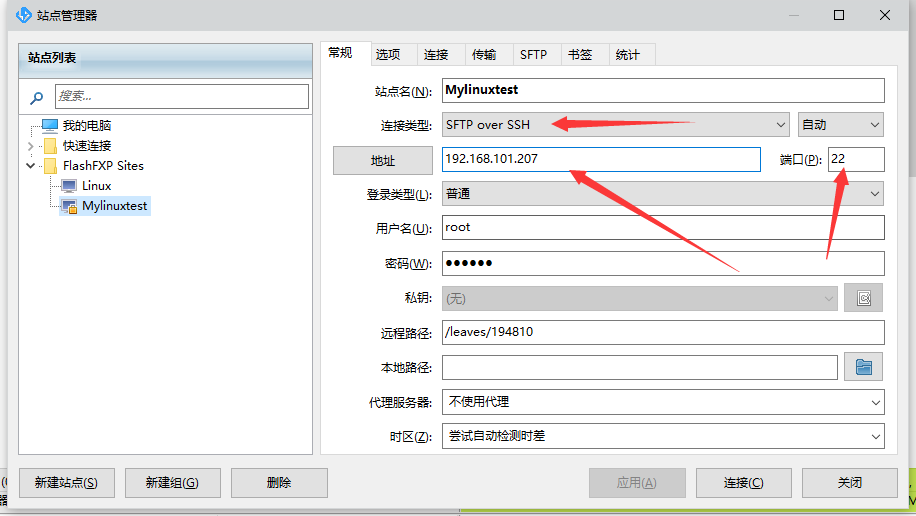 站点管理器
站点列表
搜索...
我的电脑
快速连接
FlashFXP Sites
Linux
Mylinuxtest
常规 选项 连接 传输 SFTP 书签 统计
站点名(N): Mylinuxtest
连接类型: SFTP over SSH 自动
地址 192.168.101.207 端口(P): 22
登录类型(L): 普通
用户名(U): root
密码(W): ●●●●●●
私钥: (无)
远程路径: /leaves/194810
本地路径:
代理服务器: 不使用代理
时区(Z): 尝试自动检测时差
新建站点(S) 新建组(G) 删除 应用(A) 连接(C) 关闭